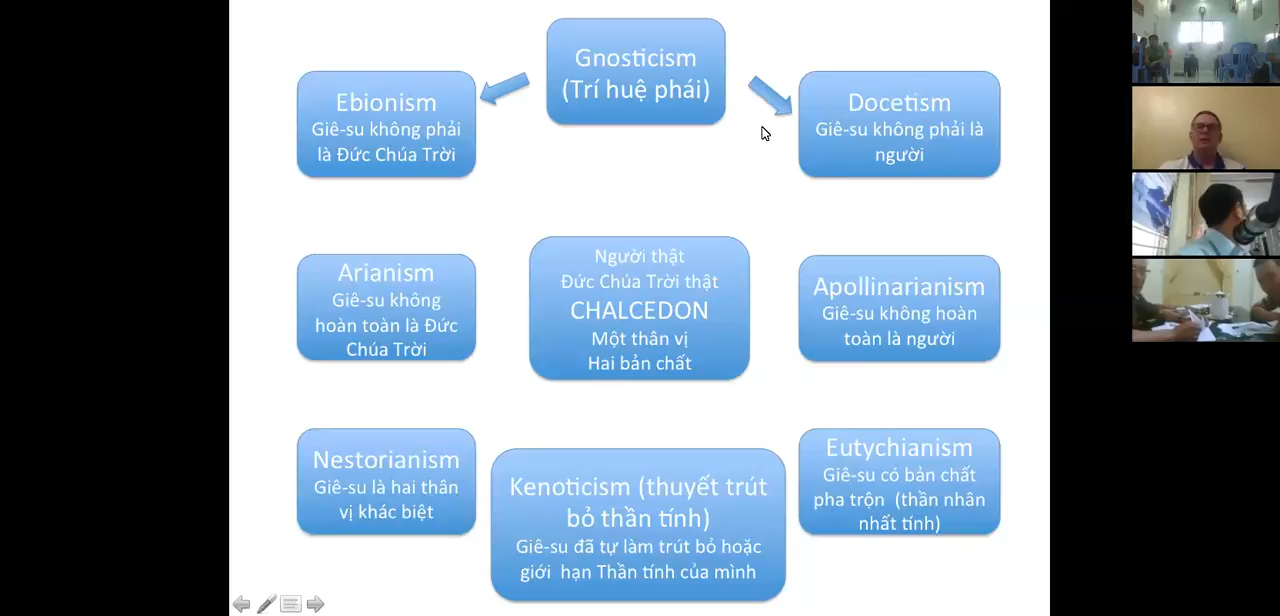 Gnosticism
(Trí huệ phái)
Ebionism
Giê-su không phải
là Đức Chúa Trời
Docetism
Giê-su không phải là
người
Arianism
Giê-su không
hoàn toàn là Đức
Chúa Trời
Người thật
Đức Chúa Trời thật
CHALCEDON
Một thân vị
Hai bản chất
Apollinarianism
Giê-su không hoàn
toàn là người
Nestorianism
Giê-su là hai thân
vị khác biệt
Kenoticism (thuyết trút
bỏ thần tính)
Giê-su đã tự làm trút bỏ hoặc
giới hạn Thần tính của mình
Eutychianism
Giê-su có bản chất
pha trộn (thần nhân
nhất tính)